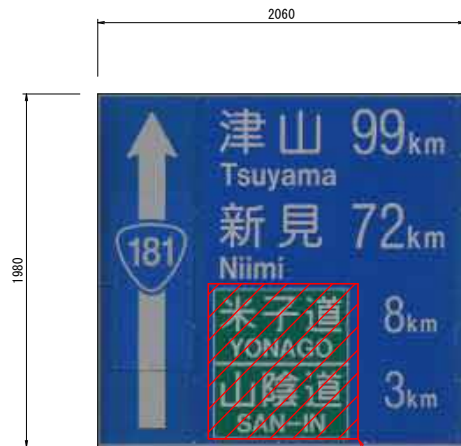 2060
1980
181
津山 99km
Tsuyama
新見 72km
Niimi
米子道 8km
YONAGO
山陰道 3km
SAN-IN